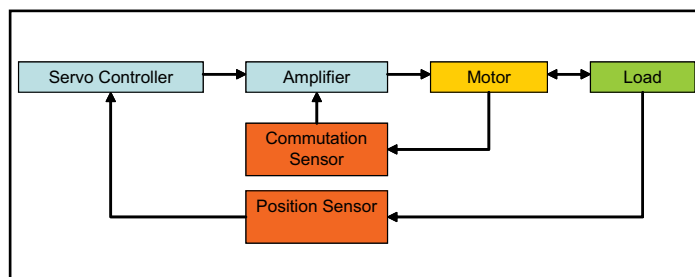 Servo Controller
Amplifier
Motor
Load
Commutation
Sensor
Position Sensor